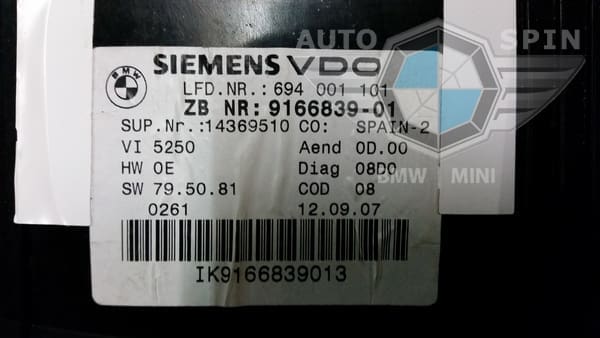 AUTO SPIN
BMW
SIEMENS VDO
LFD.NR.: 694 001 101
ZB NR: 9166839-01
SUP.Nr.: 14369510 CO: SPAIN-2
VI 5250 Aend 0D.00
HW 0E Diag 08D0
SW 79.50.81 COD 08
BMW MINI
0261 12.09.07
IK9166839013